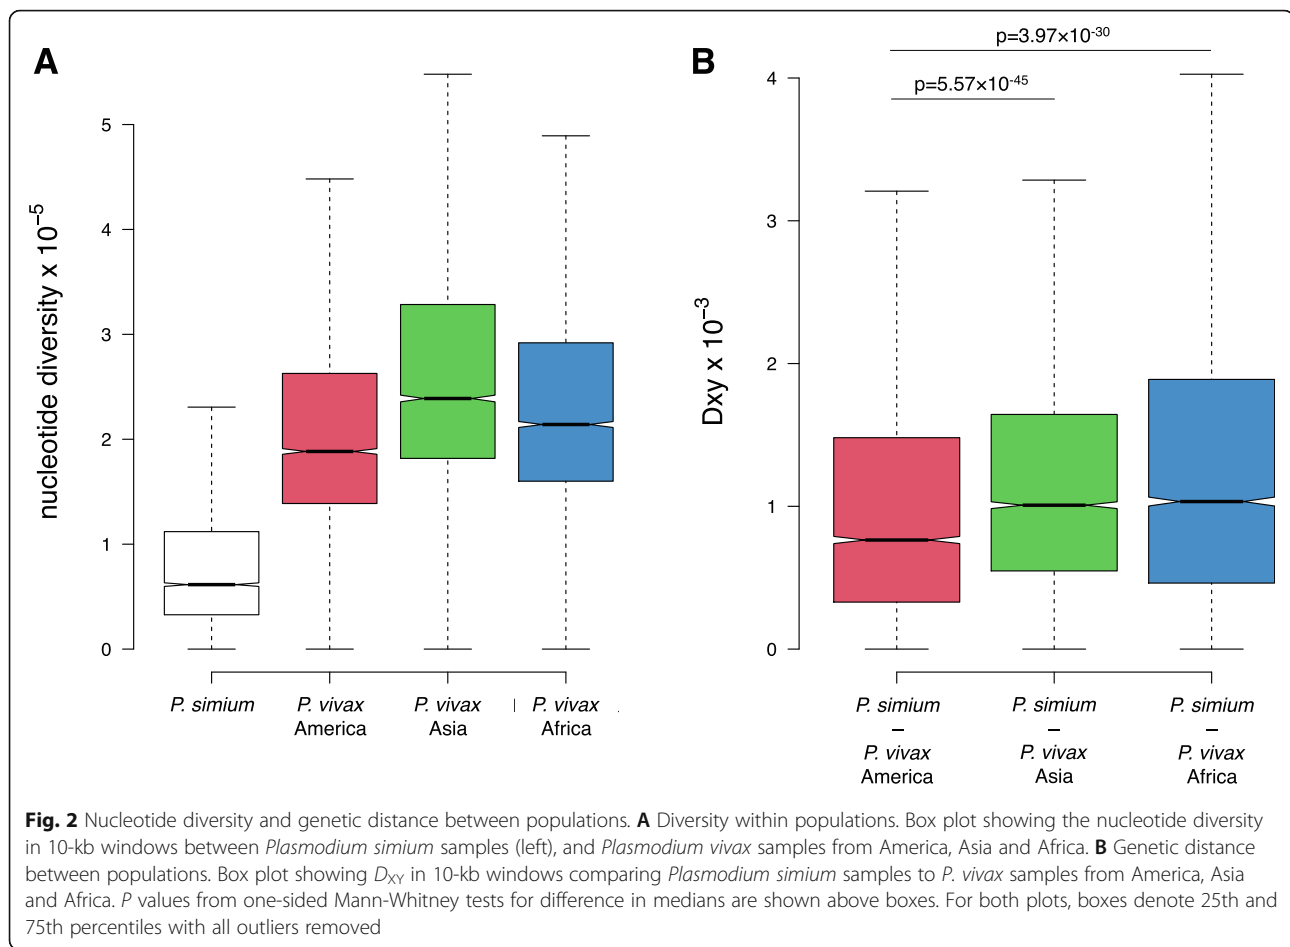 A
nucleotide diversity x 10⁻⁵
5
4
3
2
1
0
P. simium
P. vivax
America
P. vivax
Asia
P. vivax
Africa
B
p=3.97×10⁻³⁰
p=5.57×10⁻⁴⁵
Dxy x 10⁻³
4
3
2
1
0
P. simium
–
P. vivax
America
P. simium
–
P. vivax
Asia
P. simium
–
P. vivax
Africa
Fig. 2 Nucleotide diversity and genetic distance between populations. A Diversity within populations. Box plot showing the nucleotide diversity
in 10-kb windows between Plasmodium simium samples (left), and Plasmodium vivax samples from America, Asia and Africa. B Genetic distance
between populations. Box plot showing D_XY in 10-kb windows comparing Plasmodium simium samples to P. vivax samples from America, Asia
and Africa. P values from one-sided Mann-Whitney tests for difference in medians are shown above boxes. For both plots, boxes denote 25th and
75th percentiles with all outliers removed